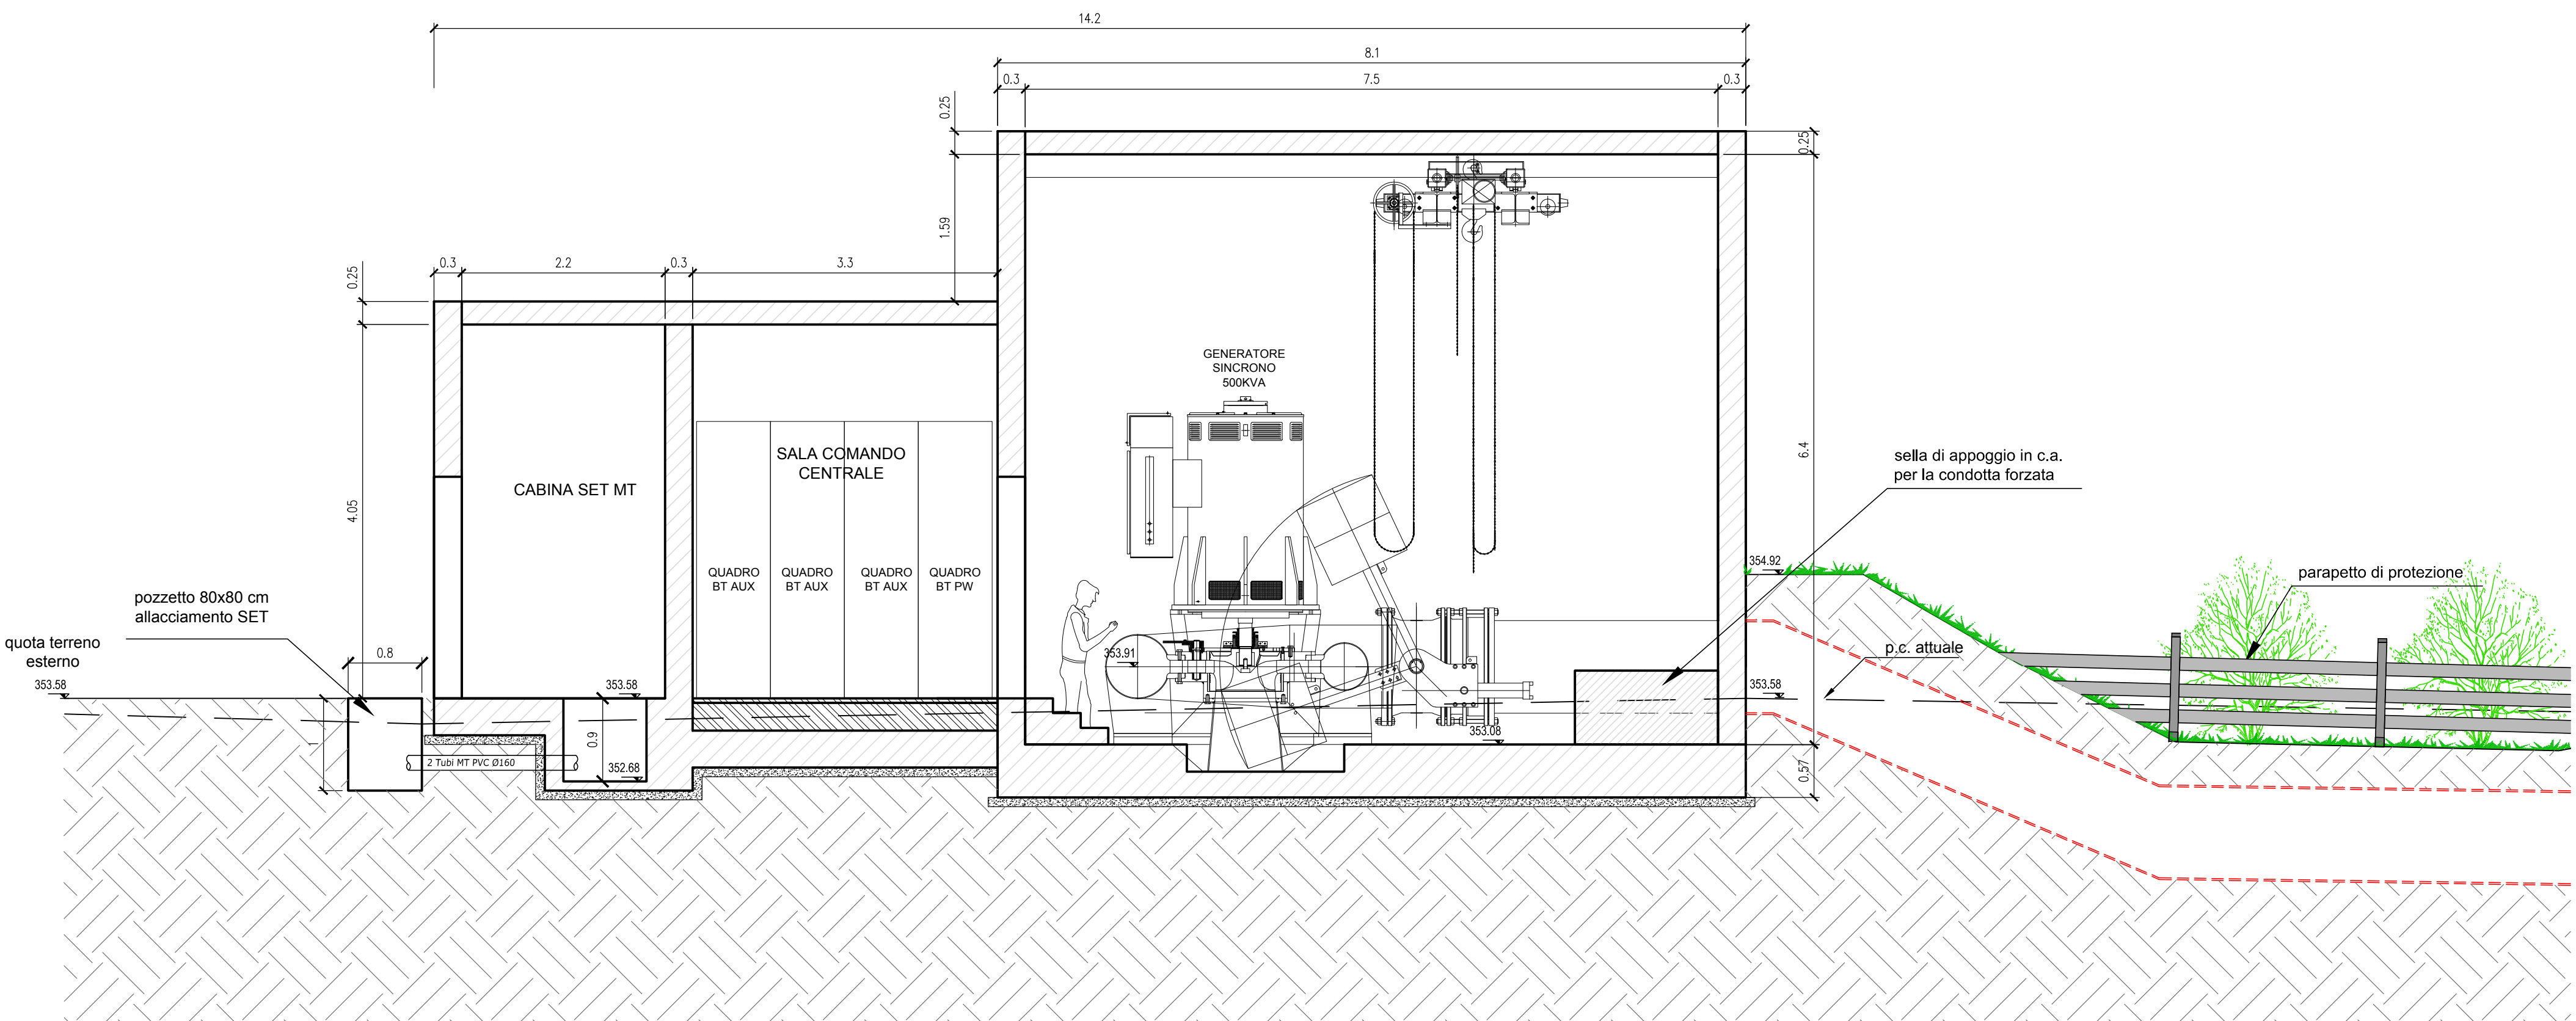 14.2
8.1
0.3
7.5
0.3
0.25
0.25
1.59
0.3
2.2
0.3
3.3
0.25
4.05
6.4
GENERATORE
SINCRONO
500KVA
SALA COMANDO
CENTRALE
CABINA SET MT
sella di appoggio in c.a.
per la condotta forzata
QUADRO
BT AUX
QUADRO
BT AUX
QUADRO
BT AUX
QUADRO
BT PW
354.92
parapetto di protezione
pozzetto 80x80 cm
allacciamento SET
quota terreno
esterno
0.8
p.c. attuale
353.91
353.58
353.58
353.58
353.08
0.9
2 Tubi MT PVC Ø160
352.68
0.57